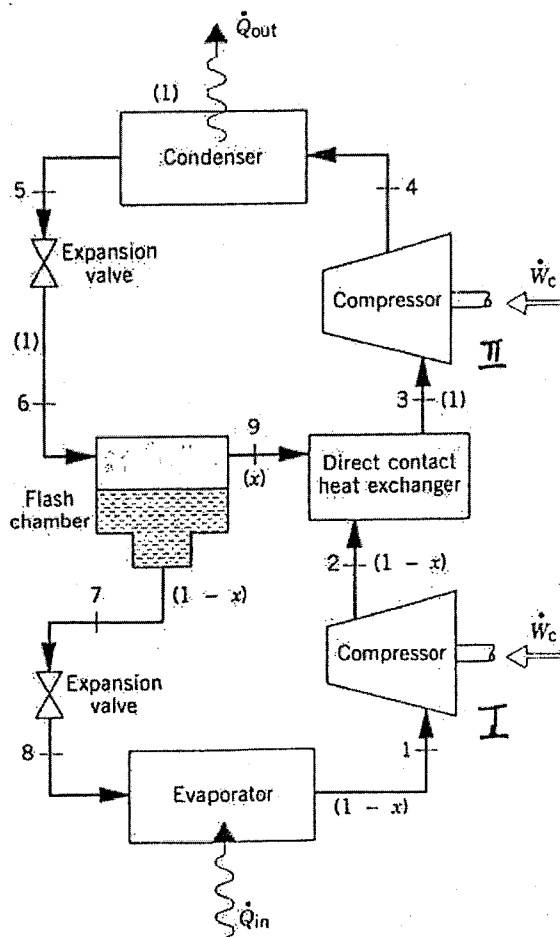 Q̇out
(1)
Condenser
5
4
Expansion
valve
Compressor
Ẇc
II
(1)
6
3
(1)
9
(x)
Direct contact
heat exchanger
Flash
chamber
2
(1 - x)
7
(1 - x)
Compressor
Ẇc
I
Expansion
valve
8
1
Evaporator
(1 - x)
Q̇in